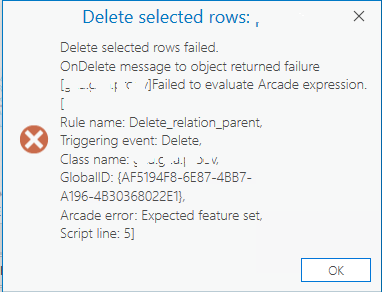 Delete selected rows:
Delete selected rows failed.
OnDelete message to object returned failure
]Failed to evaluate Arcade expression.
[
Rule name: Delete_relation_parent,
Triggering event: Delete,
Class name:
GlobalID: {AF5194F8-6E87-4BB7-
A196-4B30368022E1},
Arcade error: Expected feature set,
Script line: 5]
OK